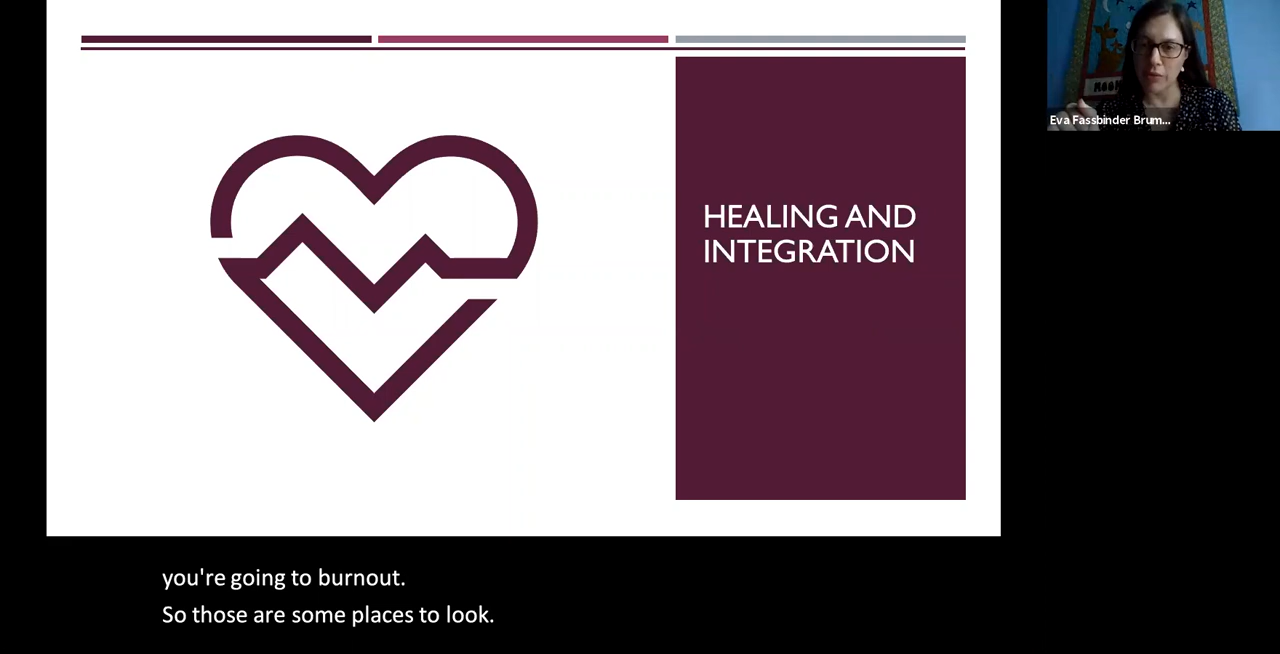 HEALING AND
INTEGRATION
Eva Fassbinder Brum...
you're going to burnout.
So those are some places to look.